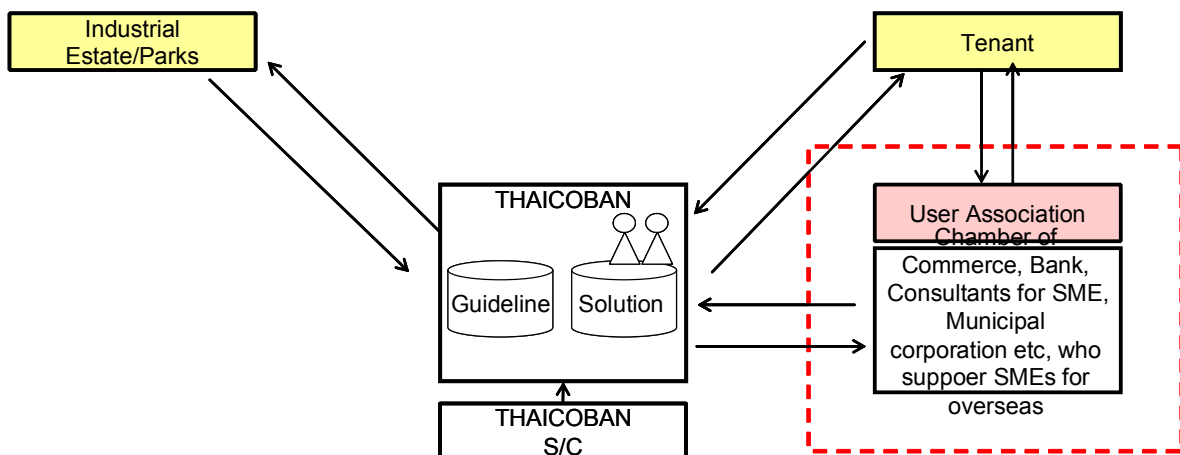 Industrial
Estate/Parks
Tenant
THAICOBAN
Guideline
Solution
THAICOBAN
S/C
User Association
Chamber of
Commerce, Bank,
Consultants for SME,
Municipal
corporation etc, who
suppoer SMEs for
overseas